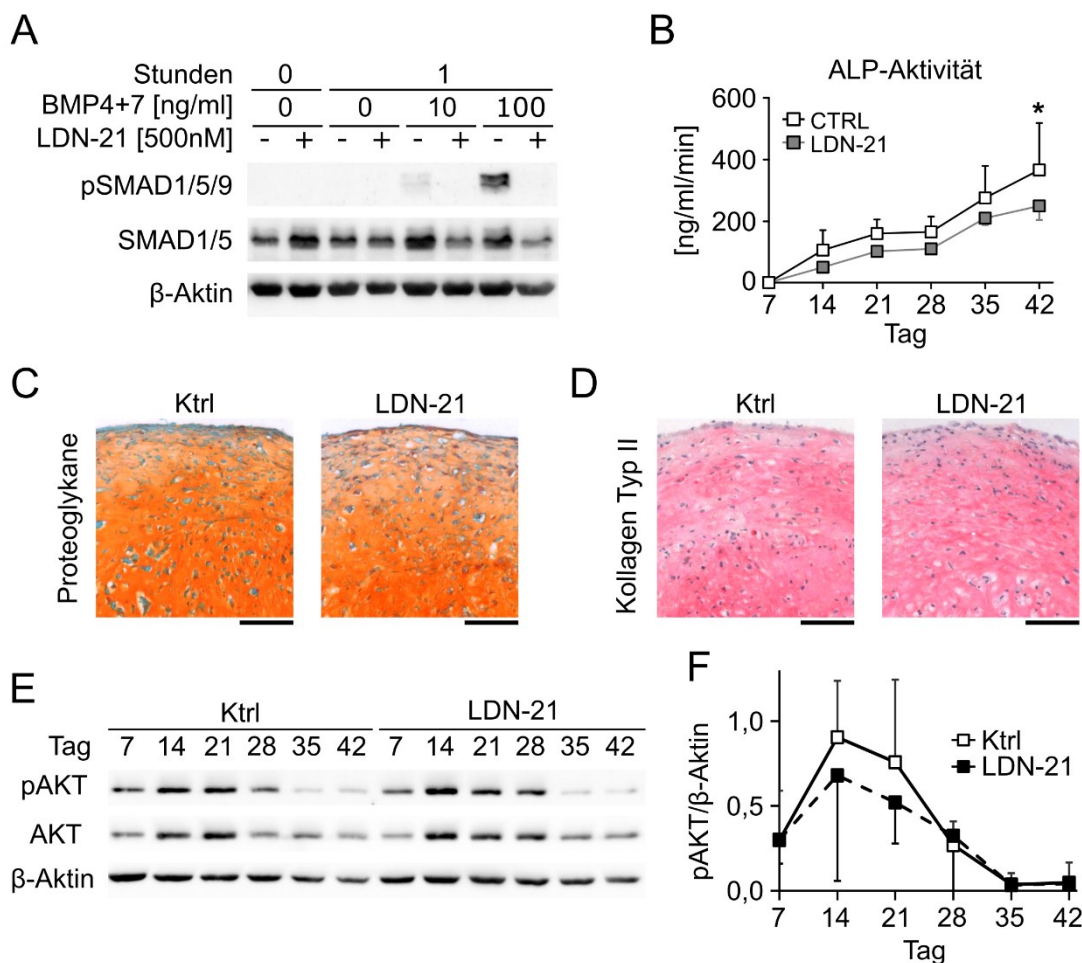 A
Stunden 0 1
BMP4+7 [ng/ml] 0 0 10 100
LDN-21 [500nM] - + - + - + - +
pSMAD1/5/9
SMAD1/5
β-Aktin
B
ALP-Aktivität
[ng/ml/min]
600
400
200
0
CTRL
LDN-21
*
7 14 21 28 35 42
Tag
C
Ktrl LDN-21
Proteoglykane
D
Ktrl LDN-21
Kollagen Typ II
E
Ktrl LDN-21
Tag 7 14 21 28 35 42 7 14 21 28 35 42
pAKT
AKT
β-Aktin
F
pAKT/β-Aktin
1,0
0,5
0,0
Ktrl
LDN-21
7 14 21 28 35 42
Tag